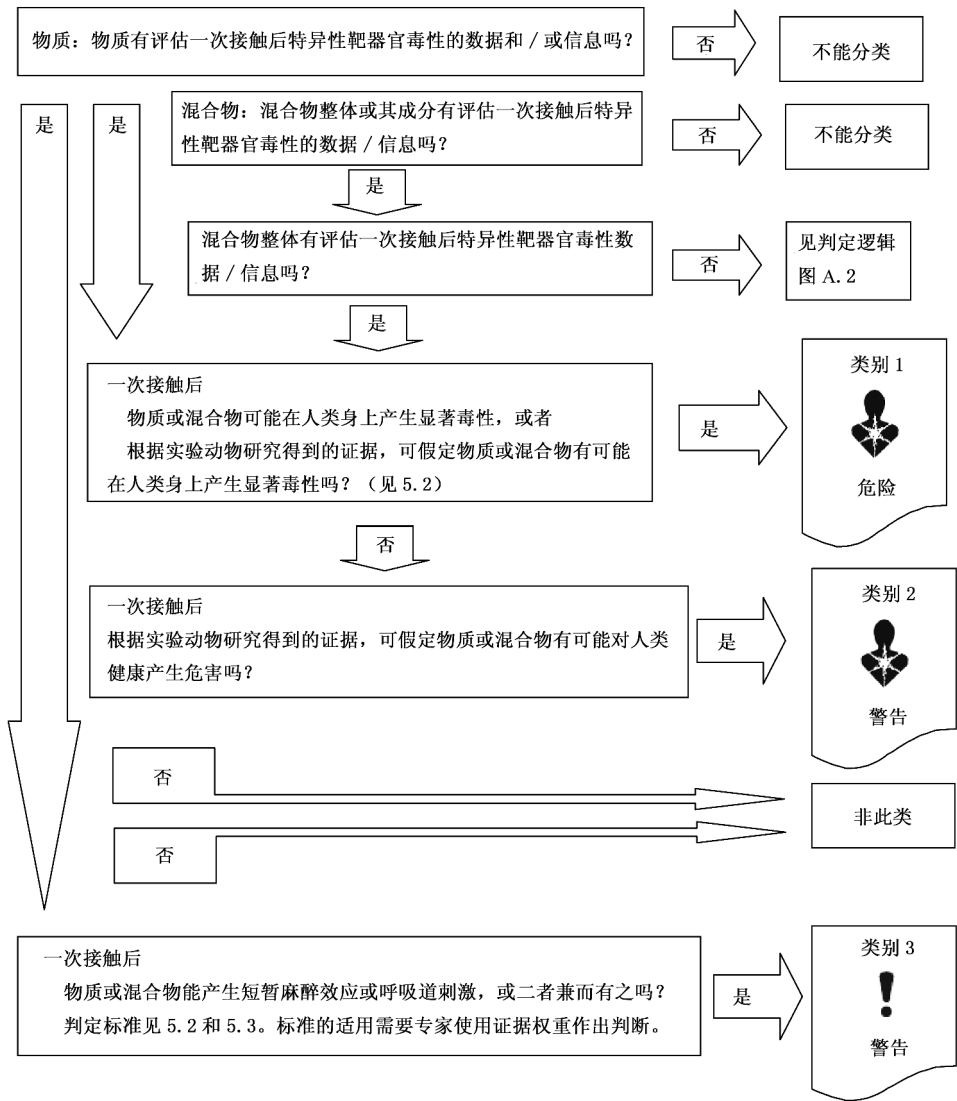 物质：物质有评估一次接触后特异性靶器官毒性的数据和/或信息吗？
否
不能分类
是
是
混合物：混合物整体或其成分有评估一次接触后特异
性靶器官毒性的数据/信息吗？
否
不能分类
是
混合物整体有评估一次接触后特异性靶器官毒性数
据/信息吗？
否
见判定逻辑
图 A.2
是
一次接触后
物质或混合物可能在人类身上产生显著毒性，或者
根据实验动物研究得到的证据，可假定物质或混合物有可能
在人类身上产生显著毒性吗？（见 5.2）
是
类别 1
危险
否
一次接触后
根据实验动物研究得到的证据，可假定物质或混合物有可能对人类
健康产生危害吗？
是
类别 2
警告
否
否
非此类
一次接触后
物质或混合物能产生短暂麻醉效应或呼吸道刺激，或二者兼而有之吗？
判定标准见 5.2 和 5.3。标准的适用需要专家使用证据权重作出判断。
是
类别 3
警告